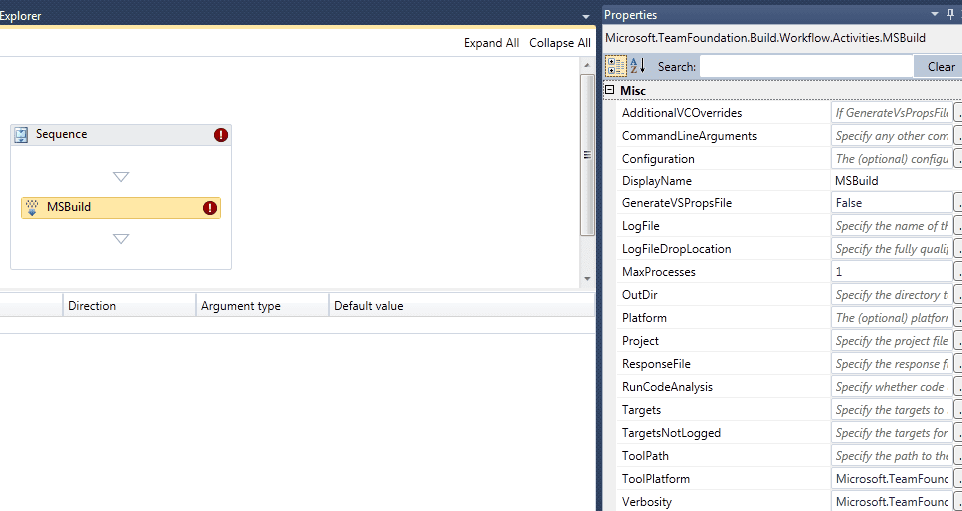 Explorer
Expand All Collapse All
Sequence
MSBuild
Direction Argument type Default value
Properties
Microsoft.TeamFoundation.Build.Workflow.Activities.MSBuild
Search: Clear
Misc
AdditionalVCOverrides If GenerateVsPropsFil
CommandLineArguments Specify any other com
Configuration The (optional) configu
DisplayName MSBuild
GenerateVSPropsFile False
LogFile Specify the name of th
LogFileDropLocation Specify the fully quali
MaxProcesses 1
OutDir Specify the directory t
Platform The (optional) platforr
Project Specify the project file
ResponseFile Specify the response f
RunCodeAnalysis Specify whether code
Targets Specify the targets to
TargetsNotLogged Specify the targets for
ToolPath Specify the path to the
ToolPlatform Microsoft.TeamFounc
Verbosity Microsoft.TeamFounc